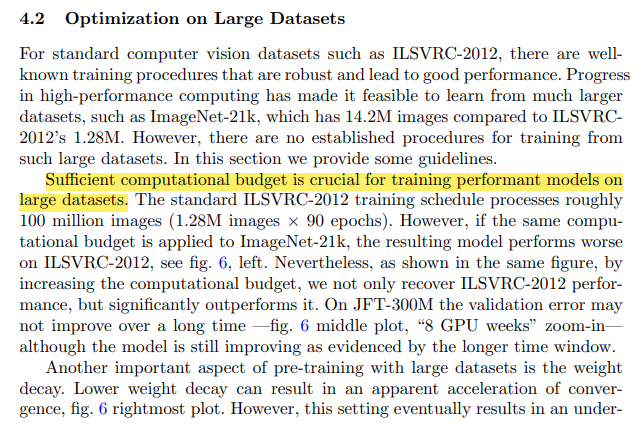 4.2 Optimization on Large Datasets
For standard computer vision datasets such as ILSVRC-2012, there are well-
known training procedures that are robust and lead to good performance. Progress
in high-performance computing has made it feasible to learn from much larger
datasets, such as ImageNet-21k, which has 14.2M images compared to ILSVRC-
2012's 1.28M. However, there are no established procedures for training from
such large datasets. In this section we provide some guidelines.
Sufficient computational budget is crucial for training performant models on
large datasets. The standard ILSVRC-2012 training schedule processes roughly
100 million images (1.28M images × 90 epochs). However, if the same compu-
tational budget is applied to ImageNet-21k, the resulting model performs worse
on ILSVRC-2012, see fig. 6, left. Nevertheless, as shown in the same figure, by
increasing the computational budget, we not only recover ILSVRC-2012 perfor-
mance, but significantly outperforms it. On JFT-300M the validation error may
not improve over a long time —fig. 6 middle plot, “8 GPU weeks” zoom-in—
although the model is still improving as evidenced by the longer time window.
Another important aspect of pre-training with large datasets is the weight
decay. Lower weight decay can result in an apparent acceleration of conver-
gence, fig. 6 rightmost plot. However, this setting eventually results in an under-